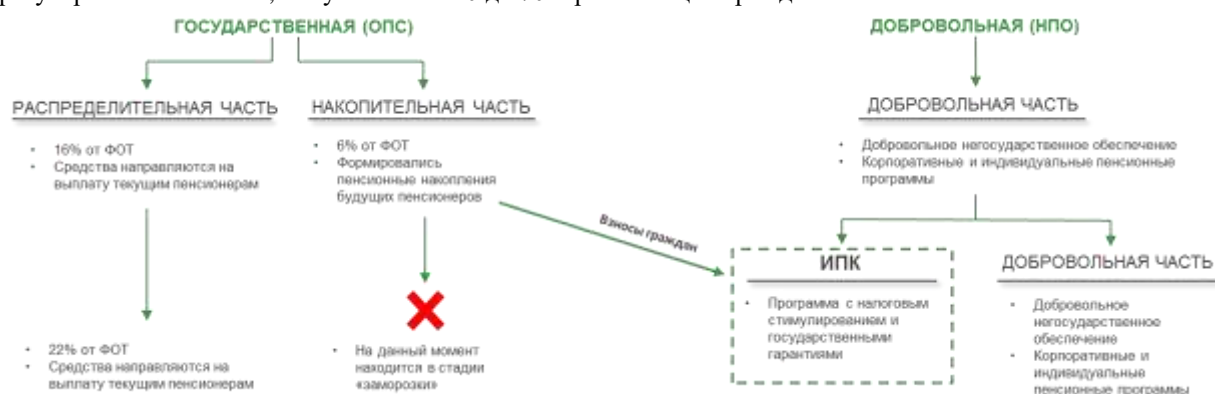 ГОСУДАРСТВЕННАЯ (ОПС)
ДОБРОВОЛЬНАЯ (НПО)
РАСПРЕДЕЛИТЕЛЬНАЯ ЧАСТЬ
• 16% от ФОТ
• Средства направляются на
выплату текущим пенсионерам
НАКОПИТЕЛЬНАЯ ЧАСТЬ
• 6% от ФОТ
• Формировались
пенсионные накопления
будущих пенсионеров
ДОБРОВОЛЬНАЯ ЧАСТЬ
• Добровольное негосударственное обеспечение
• Корпоративные и индивидуальные пенсионные
программы
Взносы граждан
• 22% от ФОТ
• Средства направляются на
выплату текущим пенсионерам
• На данный момент
находится в стадии
«заморозки»
ИПК
• Программа с налоговым
стимулированием и
государственными
гарантиями
ДОБРОВОЛЬНАЯ ЧАСТЬ
• Добровольное
негосударственное
обеспечение
• Корпоративные и
индивидуальные
пенсионные программы